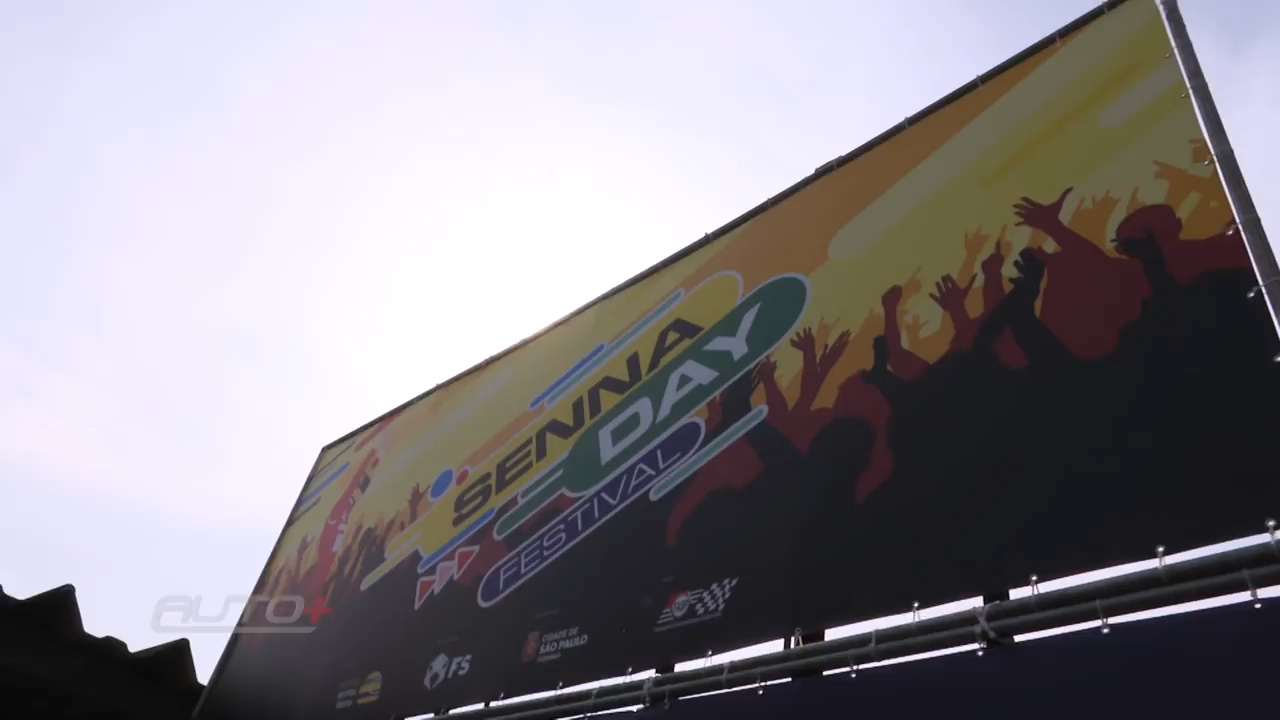 SENNA
DAY
FESTIVAL
AUTO+
FS
CIDADE DE
SÃO PAULO